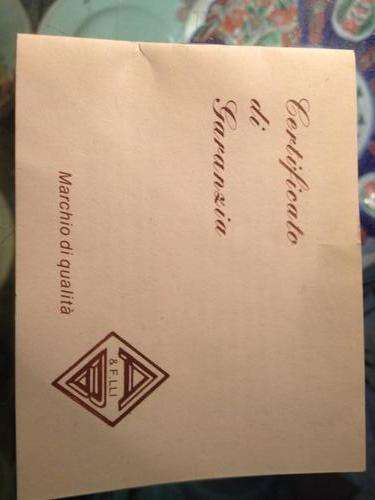 Certificato
di
Garanzia
Marchio di qualità
& F.LLI